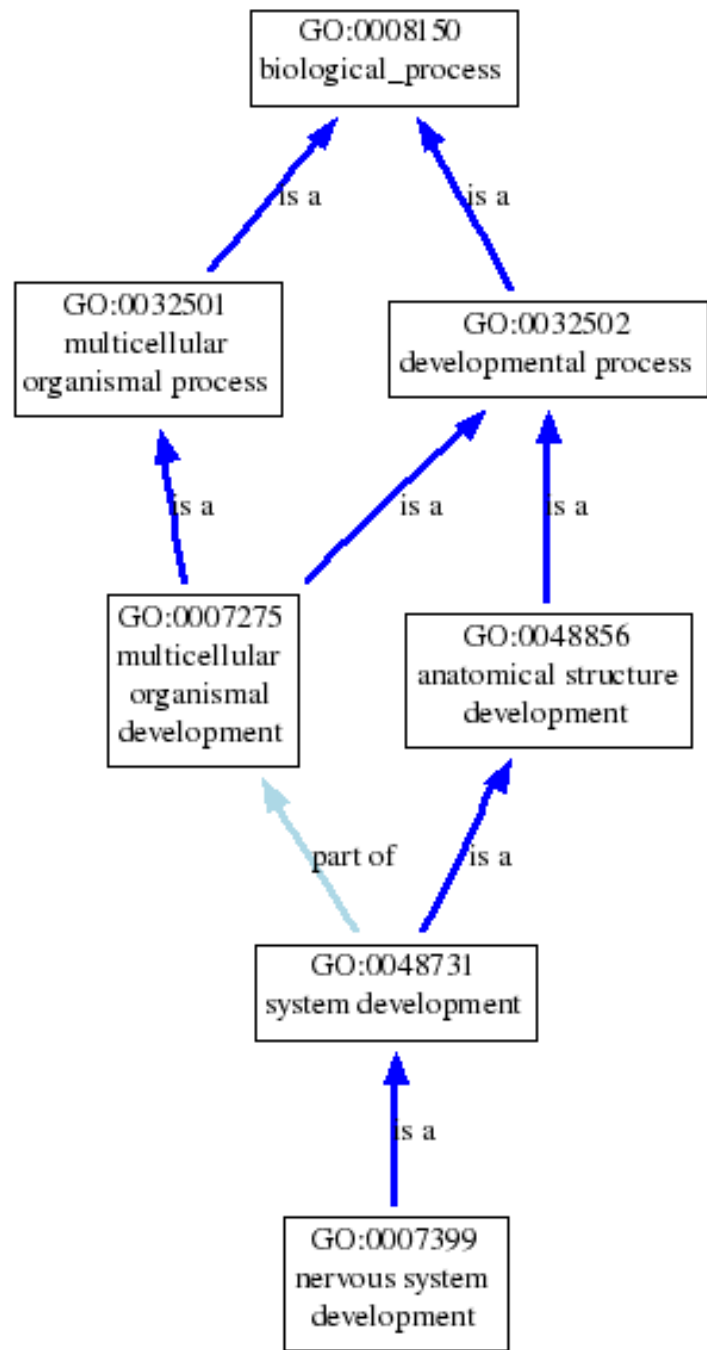 GO:0008150
biological_process
is a
is a
GO:0032501
multicellular
organismal process
GO:0032502
developmental process
is a
is a
is a
GO:0007275
multicellular
organismal
development
GO:0048856
anatomical structure
development
part of
is a
GO:0048731
system development
is a
GO:0007399
nervous system
development